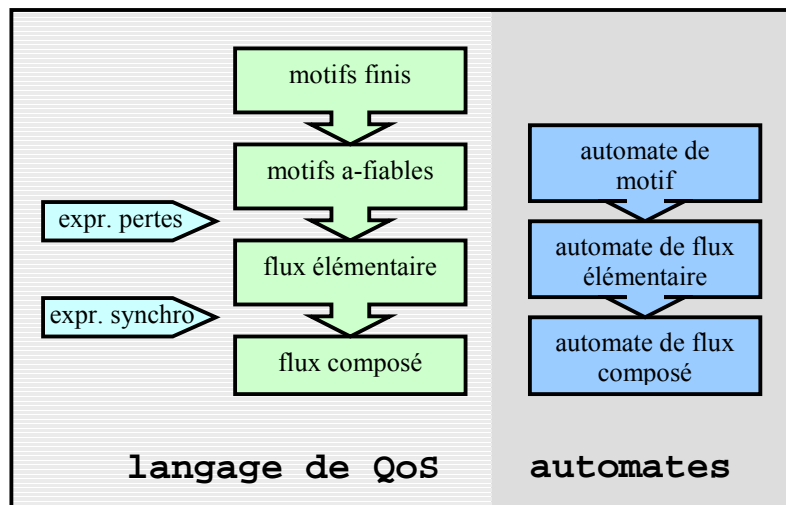 motifs finis
motifs a-fiables
expr. pertes
flux élémentaire
expr. synchro
flux composé
langage de QoS
automate de
motif
automate de flux
élémentaire
automate de flux
composé
automates